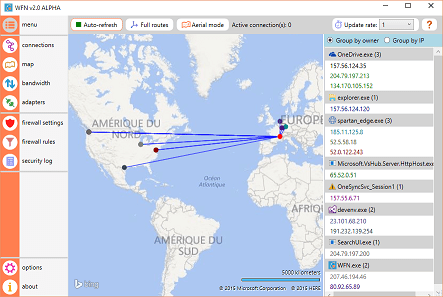 WFN v2.0 ALPHA
menu
Auto-refresh
Full routes
Aerial mode
Active connection(s): 0
Update rate: 1
?
connections
map
bandwidth
adapters
firewall settings
firewall rules
security log
options
about
AMÉRIQUE DU
NORD
EUROPE
Océan
Atlantique
AFRIQ
AMÉRIQUE DU
SUD
bing
5000 kilometers
© 2015 Microsoft Corporation © 2015 HERE
Group by owner
Group by IP
OneDrive.exe (3)
157.56.124.35
204.79.197.213
134.170.105.152
explorer.exe (1)
157.56.124.120
spartan_edge.exe (3)
185.11.125.8
52.5.58.18
52.0.122.243
Microsoft.VsHub.Server.HttpHost.exe
65.52.0.51
OneSyncSvc_Session1 (1)
157.55.6.71
devenv.exe (2)
23.101.68.210
191.232.139.254
SearchUI.exe (1)
204.79.197.200
WFN.exe (2)
207.46.194.46
80.92.65.89